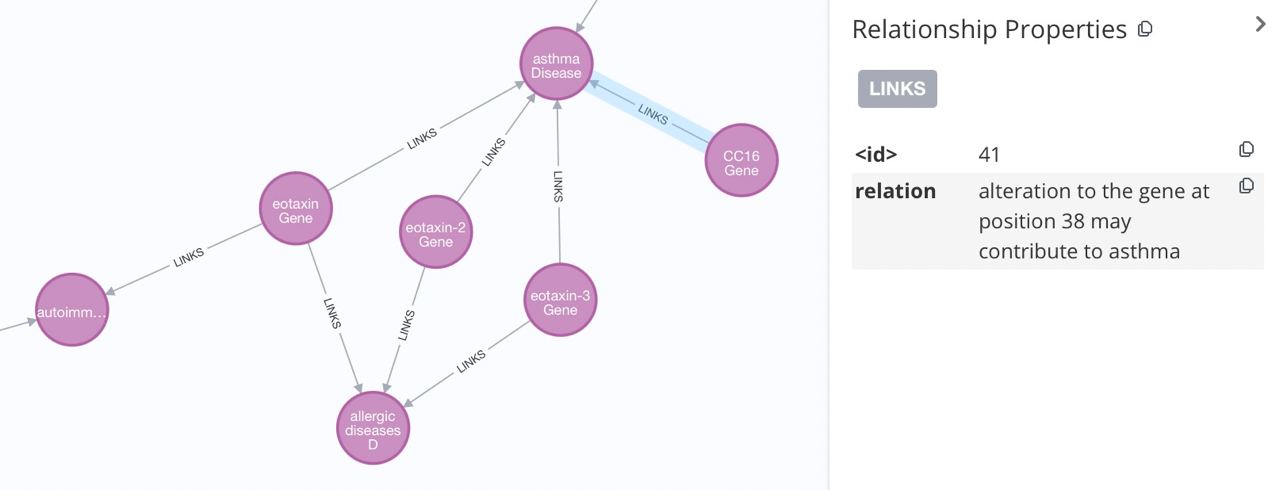 asthma
Disease
LINKS
CC16
Gene
LINKS
LINKS
LINKS
eotaxin
Gene
eotaxin-2
Gene
LINKS
eotaxin-3
Gene
autoimm...
LINKS
LINKS
LINKS
allergic
diseases
D
Relationship Properties
LINKS
<id> 41
relation alteration to the gene at
position 38 may
contribute to asthma